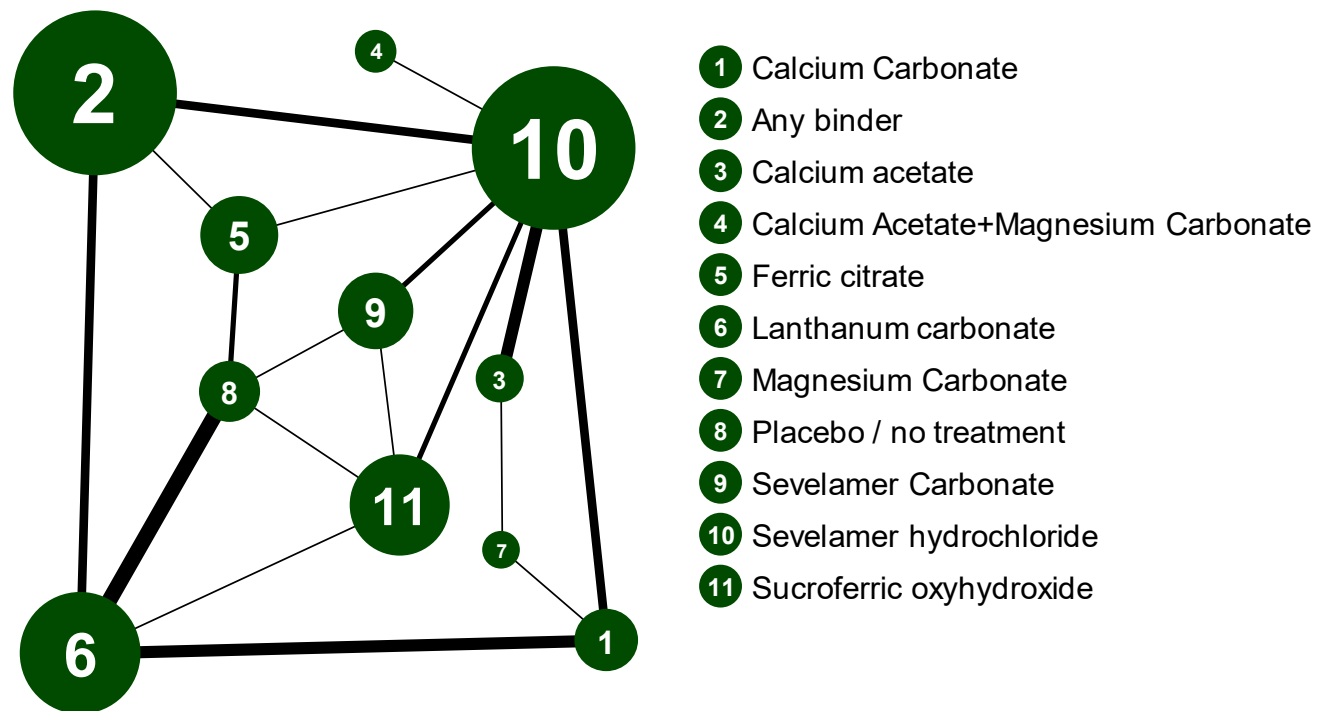 2
4
10
5
9
8
3
11
7
6
1
1 Calcium Carbonate
2 Any binder
3 Calcium acetate
4 Calcium Acetate+Magnesium Carbonate
5 Ferric citrate
6 Lanthanum carbonate
7 Magnesium Carbonate
8 Placebo / no treatment
9 Sevelamer Carbonate
10 Sevelamer hydrochloride
11 Sucroferric oxyhydroxide